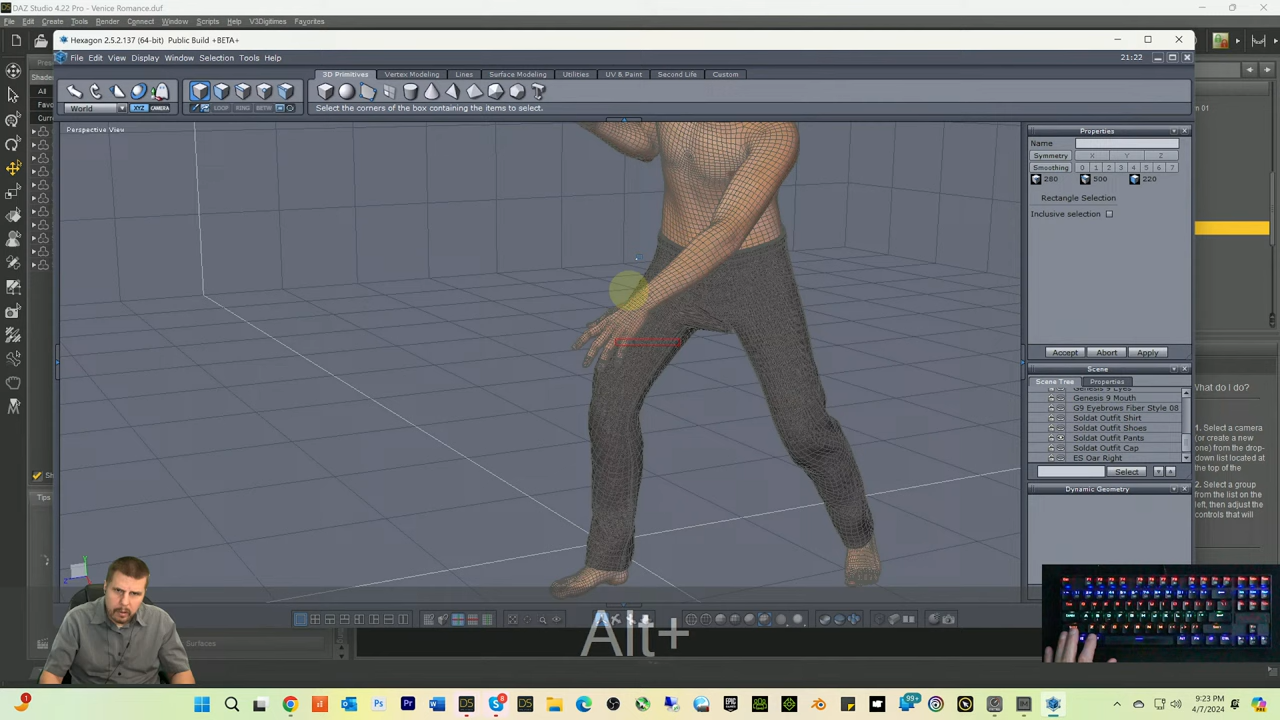 DAZ Studio 4.22 Pro - Venice Romance.duf
File Edit Create Tools Render Connect Window Scripts Help V3Digitimes Favorites
Hexagon 2.5.2.137 (64-bit) Public Build +BETA+
File Edit View Display Window Selection Tools Help
21:22
3D Primitives Vertex Modeling Lines Surface Modeling Utilities UV & Paint Second Life Custom
World
XYZ CAMERA
LOOP RING BETW
Select the corners of the box containing the items to select.
Perspective View
Properties
Name
Symmetry X Y Z
Smoothing 0 1 2 3 4 5 6 7
280 500 220
Rectangle Selection
Inclusive selection
Accept Abort Apply
Scene
Scene Tree Properties
Genesis 9 Eyes
Genesis 9 Mouth
G9 Eyebrows Fiber Style 08
Soldat Outfit Shirt
Soldat Outfit Shoes
Soldat Outfit Pants
Soldat Outfit Cap
ES Oar Right
Select
Dynamic Geometry
What do I do?
1. Select a camera
(or create a new
one) from the drop-
down list located at
the top of the
2. Select a group
from the list on the
left, then adjust the
controls that will
Tips
Surfaces
Alt+
1
8
99+
9:23 PM
4/7/2024